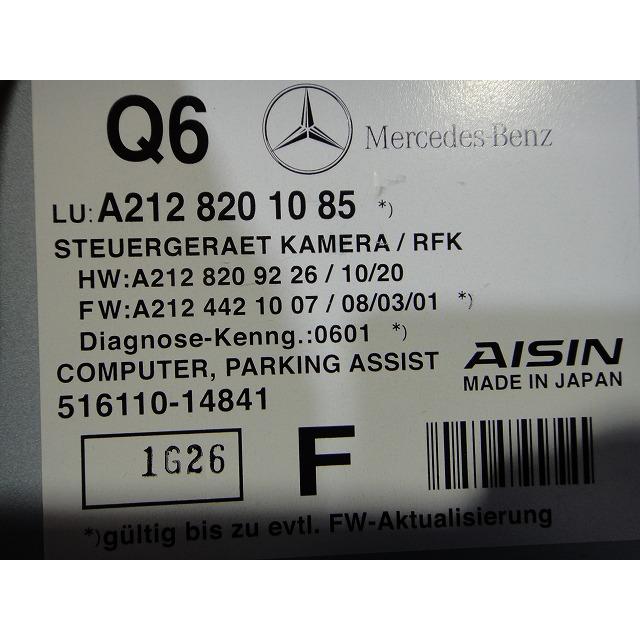 Q6 Mercedes-Benz
LU:A212 820 10 85 *)
STEUERGERAET KAMERA / RFK
HW:A212 820 92 26 / 10/20
FW:A212 442 10 07 / 08/03/01 *)
Diagnose-Kenng.:0601 *)
COMPUTER, PARKING ASSIST
AISIN
MADE IN JAPAN
516110-14841
1G26
F
*)gültig bis zu evtl. FW-Aktualisierung